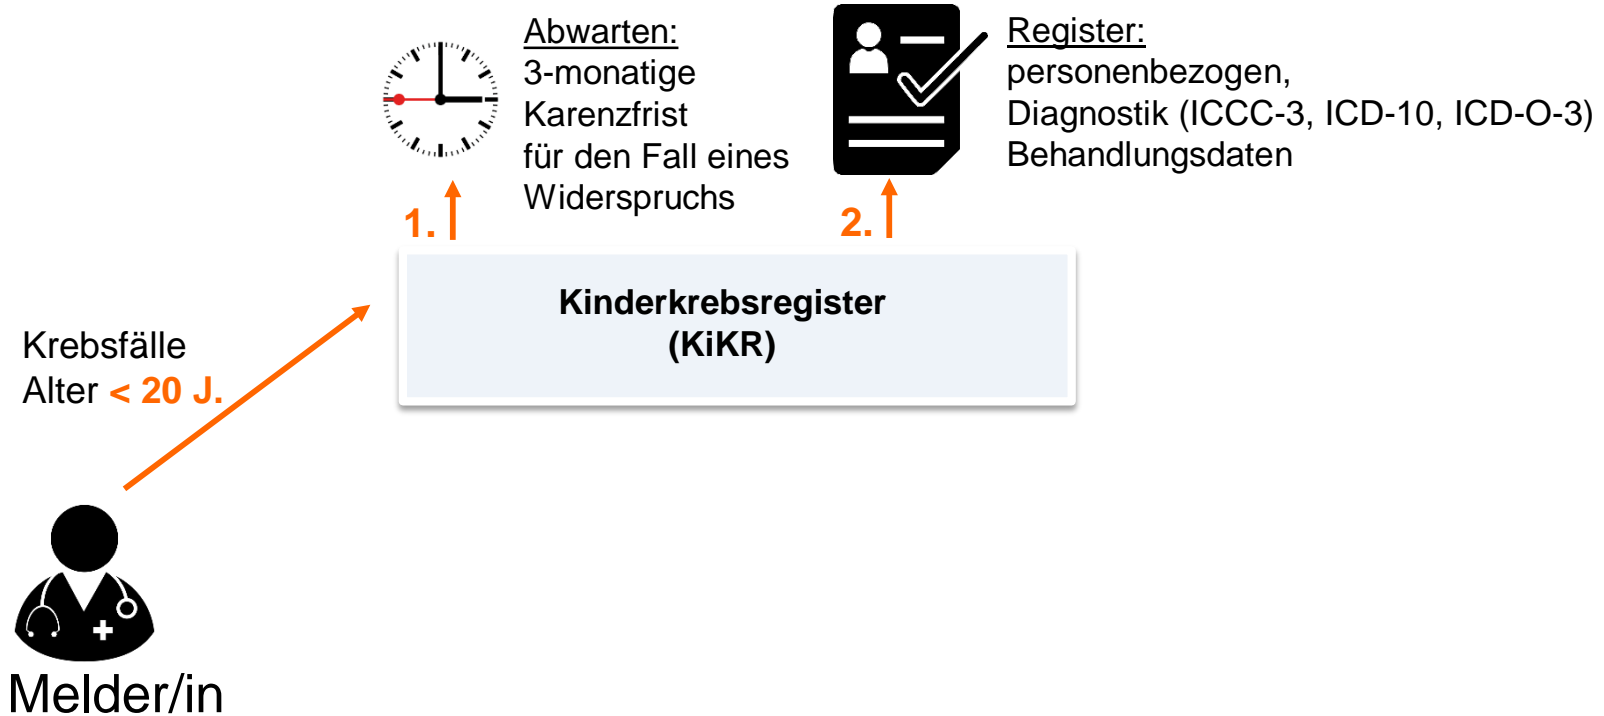 Abwarten:
3-monatige
Karenzfrist
für den Fall eines
Widerspruchs
Register:
personenbezogen,
Diagnostik (ICCC-3, ICD-10, ICD-O-3)
Behandlungsdaten
1.
2.
Kinderkrebsregister
(KiKR)
Krebsfälle
Alter < 20 J.
Melder/in